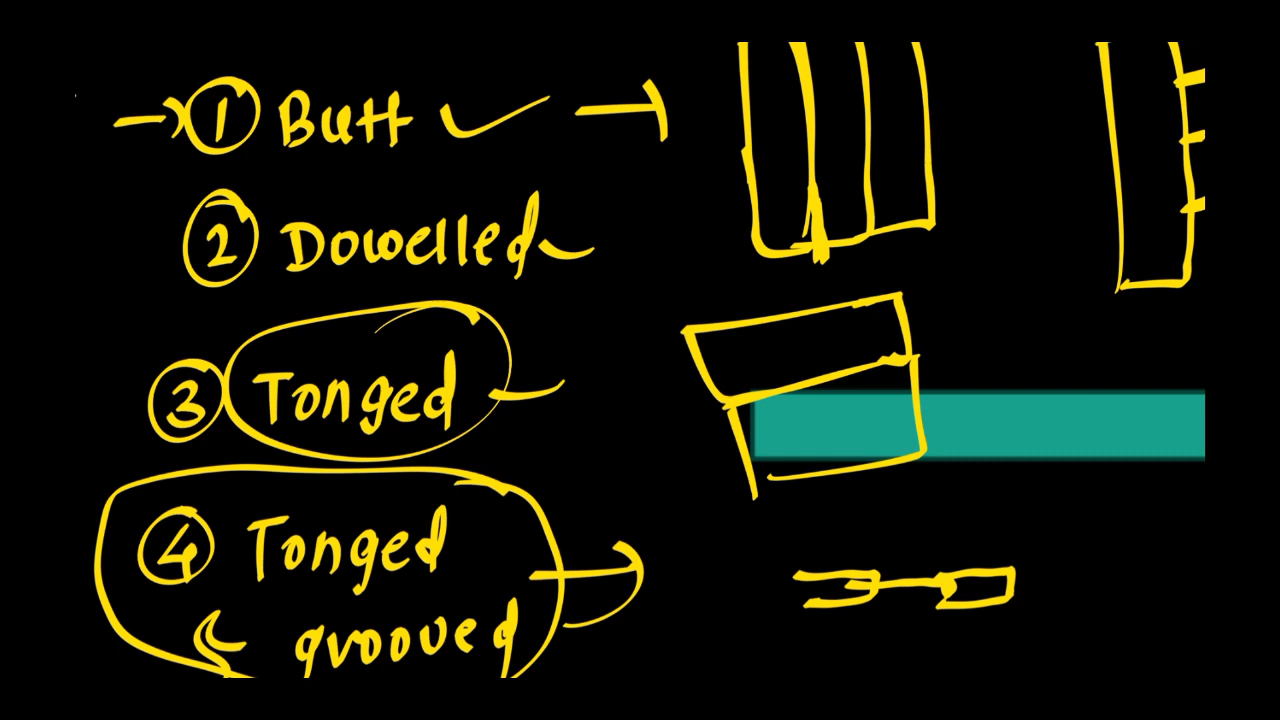 → ① Butt ✓ →
② Dowelled
③ Tonged
④ Tonged
& grooved